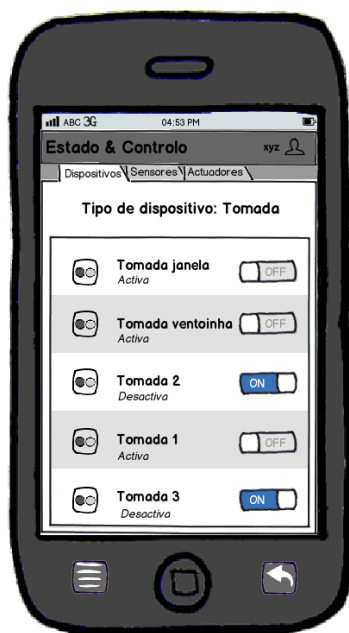 ABC 3G 04:53 PM
Estado & Controlo xyz
Dispositivos Sensores Actuadores
Tipo de dispositivo: Tomada
Tomada janela OFF
Activa
Tomada ventoinha OFF
Activa
Tomada 2 ON
Desactiva
Tomada 1 OFF
Activa
Tomada 3 ON
Desactiva